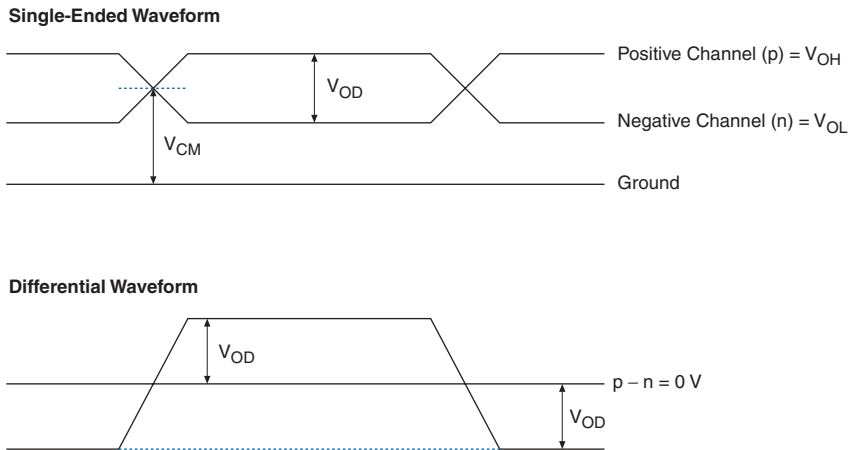 Single-Ended Waveform
Positive Channel (p) = VOH
VOD
Negative Channel (n) = VOL
VCM
Ground
Differential Waveform
VOD
p – n = 0 V
VOD